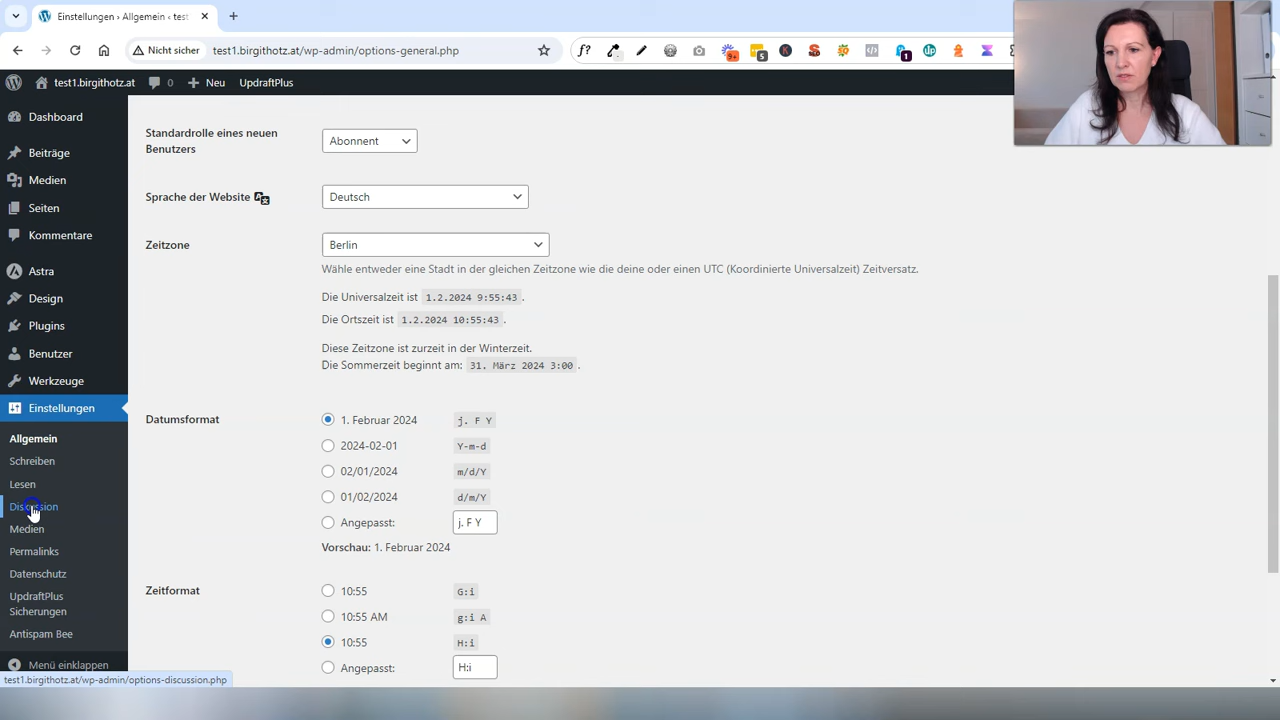 Einstellungen › Allgemein ‹ test
Nicht sicher
test1.birgithotz.at/wp-admin/options-general.php
f?
9+
5
K
S
up
1
test1.birgithotz.at
0
Neu
UpdraftPlus
Dashboard
Beiträge
Medien
Seiten
Kommentare
Astra
Design
Plugins
Benutzer
Werkzeuge
Einstellungen
Allgemein
Schreiben
Lesen
Diskussion
Medien
Permalinks
Datenschutz
UpdraftPlus
Sicherungen
Antispam Bee
Menü einklappen
test1.birgithotz.at/wp-admin/options-discussion.php
Standardrolle eines neuen
Benutzers
Abonnent
Sprache der Website
Deutsch
Zeitzone
Berlin
Wähle entweder eine Stadt in der gleichen Zeitzone wie die deine oder einen UTC (Koordinierte Universalzeit) Zeitversatz.
Die Universalzeit ist 1.2.2024 9:55:43 .
Die Ortszeit ist 1.2.2024 10:55:43 .
Diese Zeitzone ist zurzeit in der Winterzeit.
Die Sommerzeit beginnt am: 31. März 2024 3:00 .
Datumsformat
1. Februar 2024 j. F Y
2024-02-01 Y-m-d
02/01/2024 m/d/Y
01/02/2024 d/m/Y
Angepasst: j. F Y
Vorschau: 1. Februar 2024
Zeitformat
10:55 G:i
10:55 AM g:i A
10:55 H:i
Angepasst: H:i